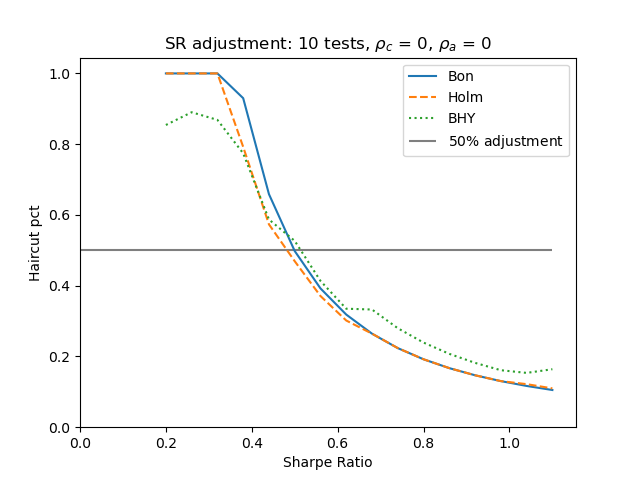 SR adjustment: 10 tests, ρc = 0, ρa = 0
Bon
Holm
BHY
50% adjustment
Haircut pct
1.0
0.8
0.6
0.4
0.2
0.0
0.0 0.2 0.4 0.6 0.8 1.0
Sharpe Ratio